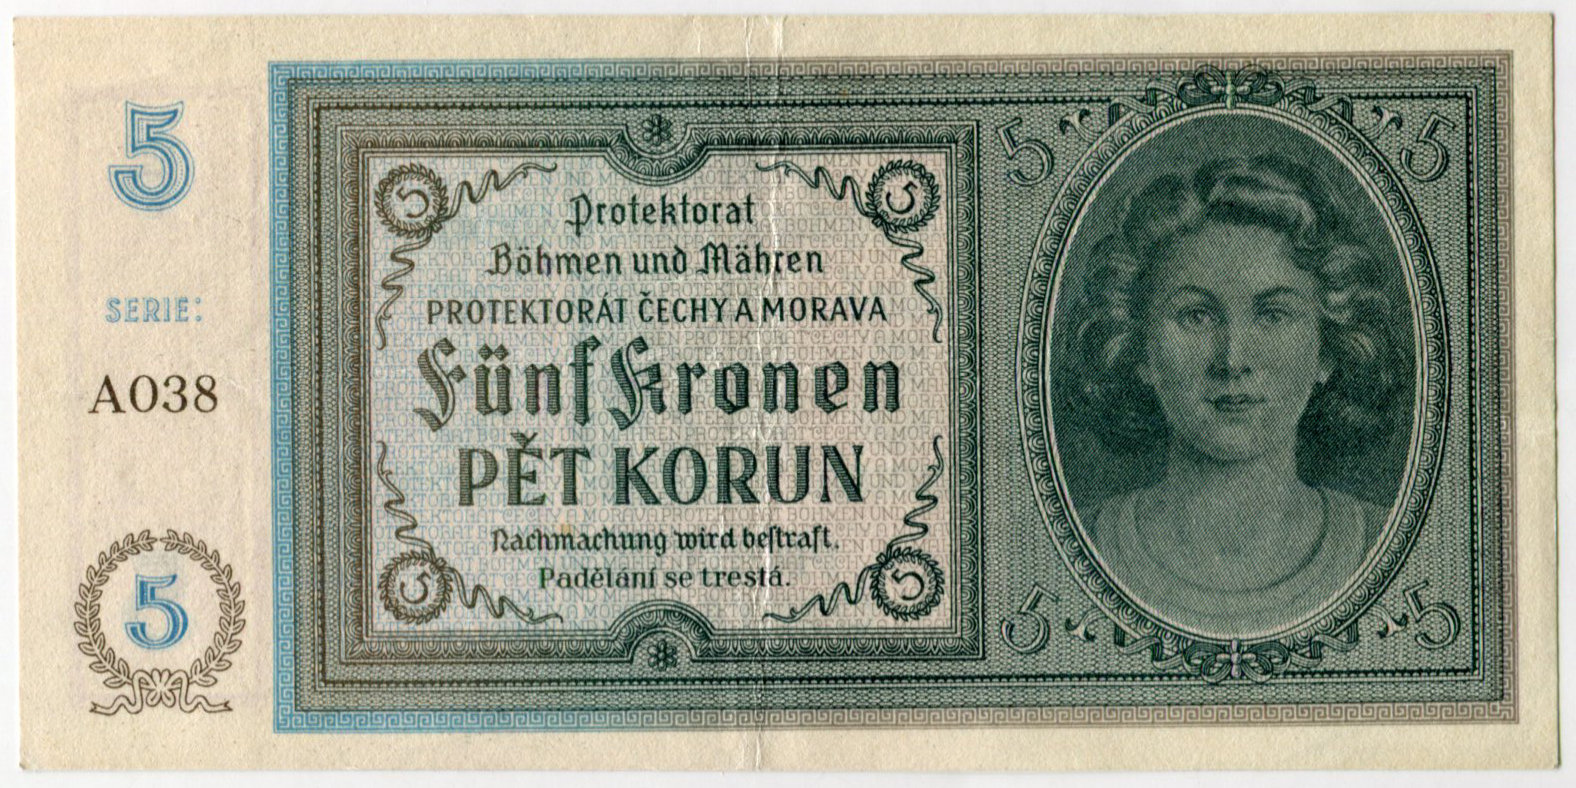 5
SERIE:
A038
5
5 5
Protektorat
Böhmen und Mähren
PROTEKTORÁT ČECHY A MORAVA
Fünf Kronen
PĚT KORUN
Nachmachung wird bestraft.
Padělání se trestá.
5 5
5 5
5 5